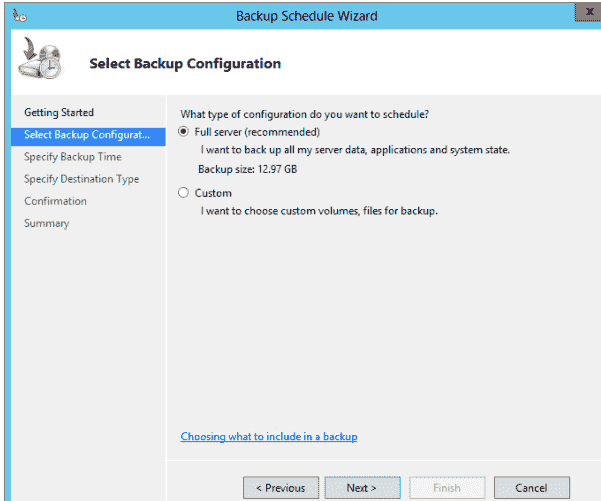 Backup Schedule Wizard
x
Select Backup Configuration
Getting Started
Select Backup Configurat...
Specify Backup Time
Specify Destination Type
Confirmation
Summary
What type of configuration do you want to schedule?
Full server (recommended)
I want to back up all my server data, applications and system state.
Backup size: 12.97 GB
Custom
I want to choose custom volumes, files for backup.
Choosing what to include in a backup
< Previous
Next >
Finish
Cancel